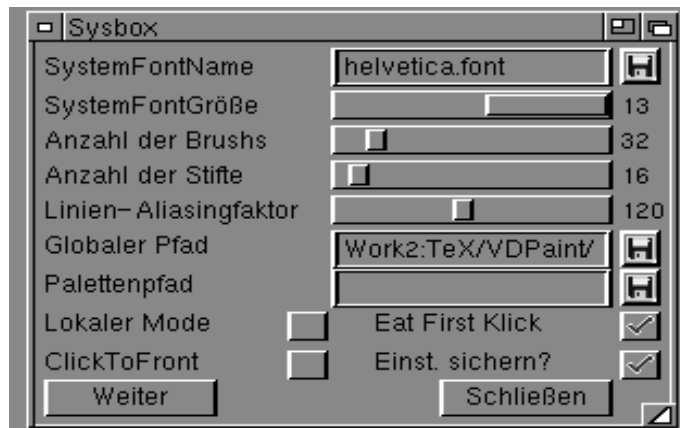 Sysbox
SystemFontName helvetica.font
SystemFontGröße 13
Anzahl der Brushs 32
Anzahl der Stifte 16
Linien-Aliasingfaktor 120
Globaler Pfad Work2:TeX/VDPaint/
Palettenpfad
Lokaler Mode Eat First Klick
ClickToFront Einst. sichern?
Weiter Schließen